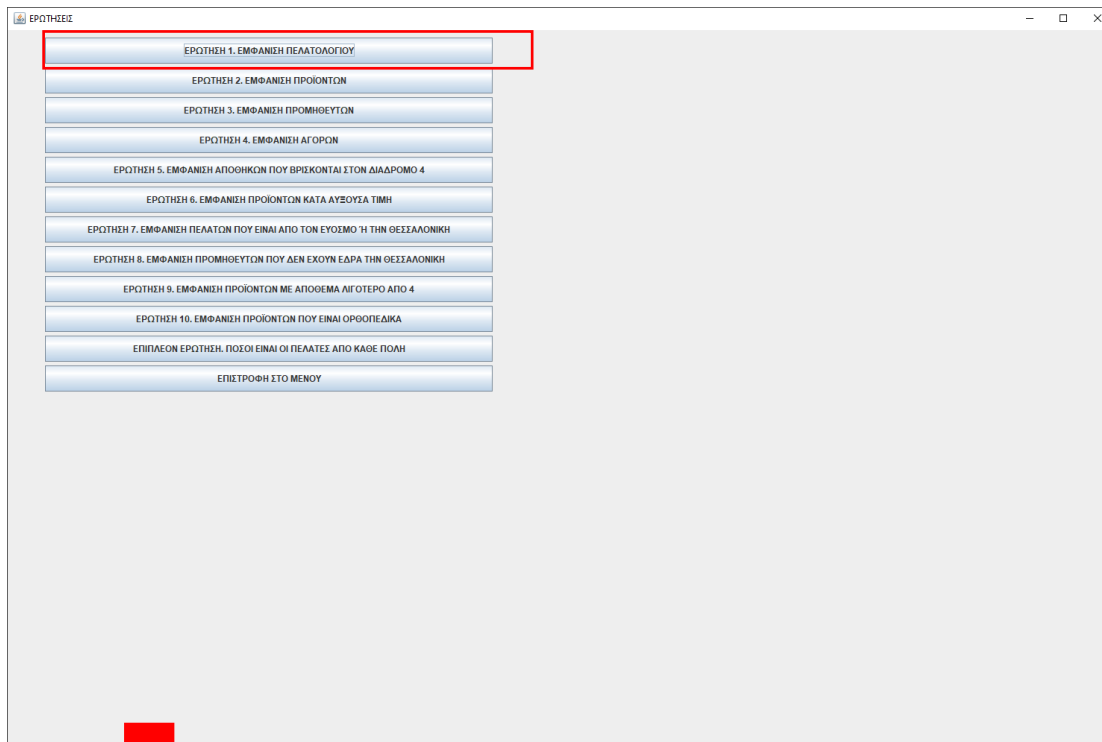 ΕΡΩΤΗΣΕΙΣ
ΕΡΩΤΗΣΗ 1. ΕΜΦΑΝΙΣΗ ΠΕΛΑΤΟΛΟΓΙΟΥ
ΕΡΩΤΗΣΗ 2. ΕΜΦΑΝΙΣΗ ΠΡΟΪΟΝΤΩΝ
ΕΡΩΤΗΣΗ 3. ΕΜΦΑΝΙΣΗ ΠΡΟΜΗΘΕΥΤΩΝ
ΕΡΩΤΗΣΗ 4. ΕΜΦΑΝΙΣΗ ΑΓΟΡΩΝ
ΕΡΩΤΗΣΗ 5. ΕΜΦΑΝΙΣΗ ΑΠΟΘΗΚΩΝ ΠΟΥ ΒΡΙΣΚΟΝΤΑΙ ΣΤΟΝ ΔΙΑΔΡΟΜΟ 4
ΕΡΩΤΗΣΗ 6. ΕΜΦΑΝΙΣΗ ΠΡΟΪΟΝΤΩΝ ΚΑΤΑ ΑΥΞΟΥΣΑ ΤΙΜΗ
ΕΡΩΤΗΣΗ 7. ΕΜΦΑΝΙΣΗ ΠΕΛΑΤΩΝ ΠΟΥ ΕΙΝΑΙ ΑΠΟ ΤΟΝ ΕΥΟΣΜΟ Ή ΤΗΝ ΘΕΣΣΑΛΟΝΙΚΗ
ΕΡΩΤΗΣΗ 8. ΕΜΦΑΝΙΣΗ ΠΡΟΜΗΘΕΥΤΩΝ ΠΟΥ ΔΕΝ ΕΧΟΥΝ ΕΔΡΑ ΤΗΝ ΘΕΣΣΑΛΟΝΙΚΗ
ΕΡΩΤΗΣΗ 9. ΕΜΦΑΝΙΣΗ ΠΡΟΪΟΝΤΩΝ ΜΕ ΑΠΟΘΕΜΑ ΛΙΓΟΤΕΡΟ ΑΠΟ 4
ΕΡΩΤΗΣΗ 10. ΕΜΦΑΝΙΣΗ ΠΡΟΪΟΝΤΩΝ ΠΟΥ ΕΙΝΑΙ ΟΡΘΟΠΕΔΙΚΑ
ΕΠΙΠΛΕΟΝ ΕΡΩΤΗΣΗ. ΠΟΣΟΙ ΕΙΝΑΙ ΟΙ ΠΕΛΑΤΕΣ ΑΠΟ ΚΑΘΕ ΠΟΛΗ
ΕΠΙΣΤΡΟΦΗ ΣΤΟ ΜΕΝΟΥ